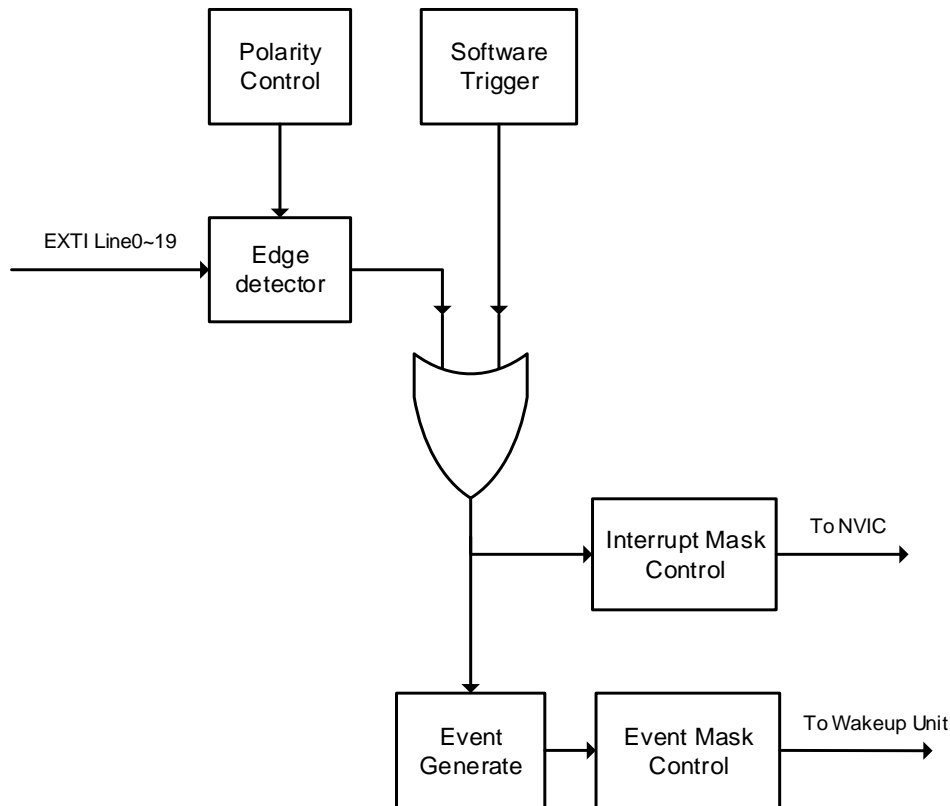 Polarity
Control
Software
Trigger
EXTI Line0~19
Edge
detector
Interrupt Mask
Control
To NVIC
Event
Generate
Event Mask
Control
To Wakeup Unit